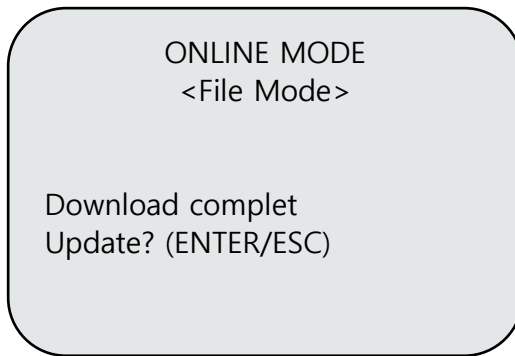 ONLINE MODE
<File Mode>
Download complet
Update? (ENTER/ESC)